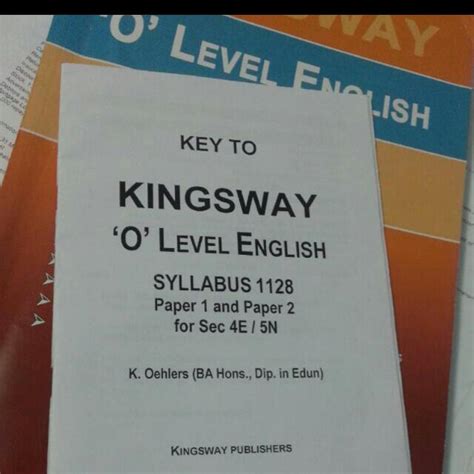 KINGSWAY
'O' LEVEL ENGLISH
KEY TO
KINGSWAY
'O' LEVEL ENGLISH
SYLLABUS 1128
Paper 1 and Paper 2
for Sec 4E / 5N
K. Oehlers (BA Hons., Dip. in Edun)
KINGSWAY PUBLISHERS